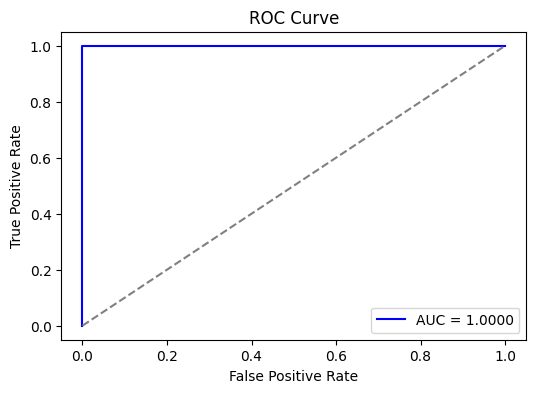 ROC Curve
True Positive Rate
1.0
0.8
0.6
0.4
0.2
0.0
AUC = 1.0000
0.0 0.2 0.4 0.6 0.8 1.0
False Positive Rate